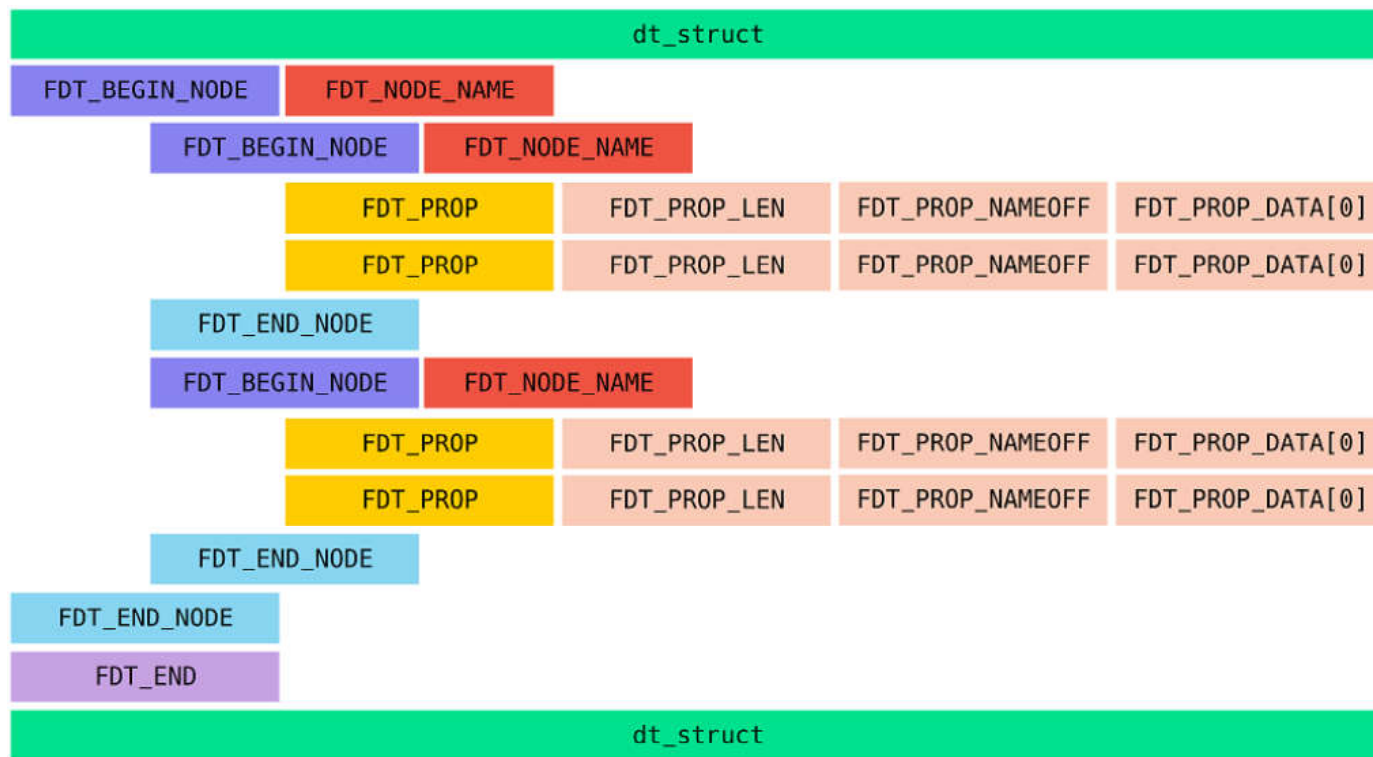 dt_struct
FDT_BEGIN_NODE FDT_NODE_NAME
FDT_BEGIN_NODE FDT_NODE_NAME
FDT_PROP FDT_PROP_LEN FDT_PROP_NAMEOFF FDT_PROP_DATA[0]
FDT_PROP FDT_PROP_LEN FDT_PROP_NAMEOFF FDT_PROP_DATA[0]
FDT_END_NODE
FDT_BEGIN_NODE FDT_NODE_NAME
FDT_PROP FDT_PROP_LEN FDT_PROP_NAMEOFF FDT_PROP_DATA[0]
FDT_PROP FDT_PROP_LEN FDT_PROP_NAMEOFF FDT_PROP_DATA[0]
FDT_END_NODE
FDT_END_NODE
FDT_END
dt_struct